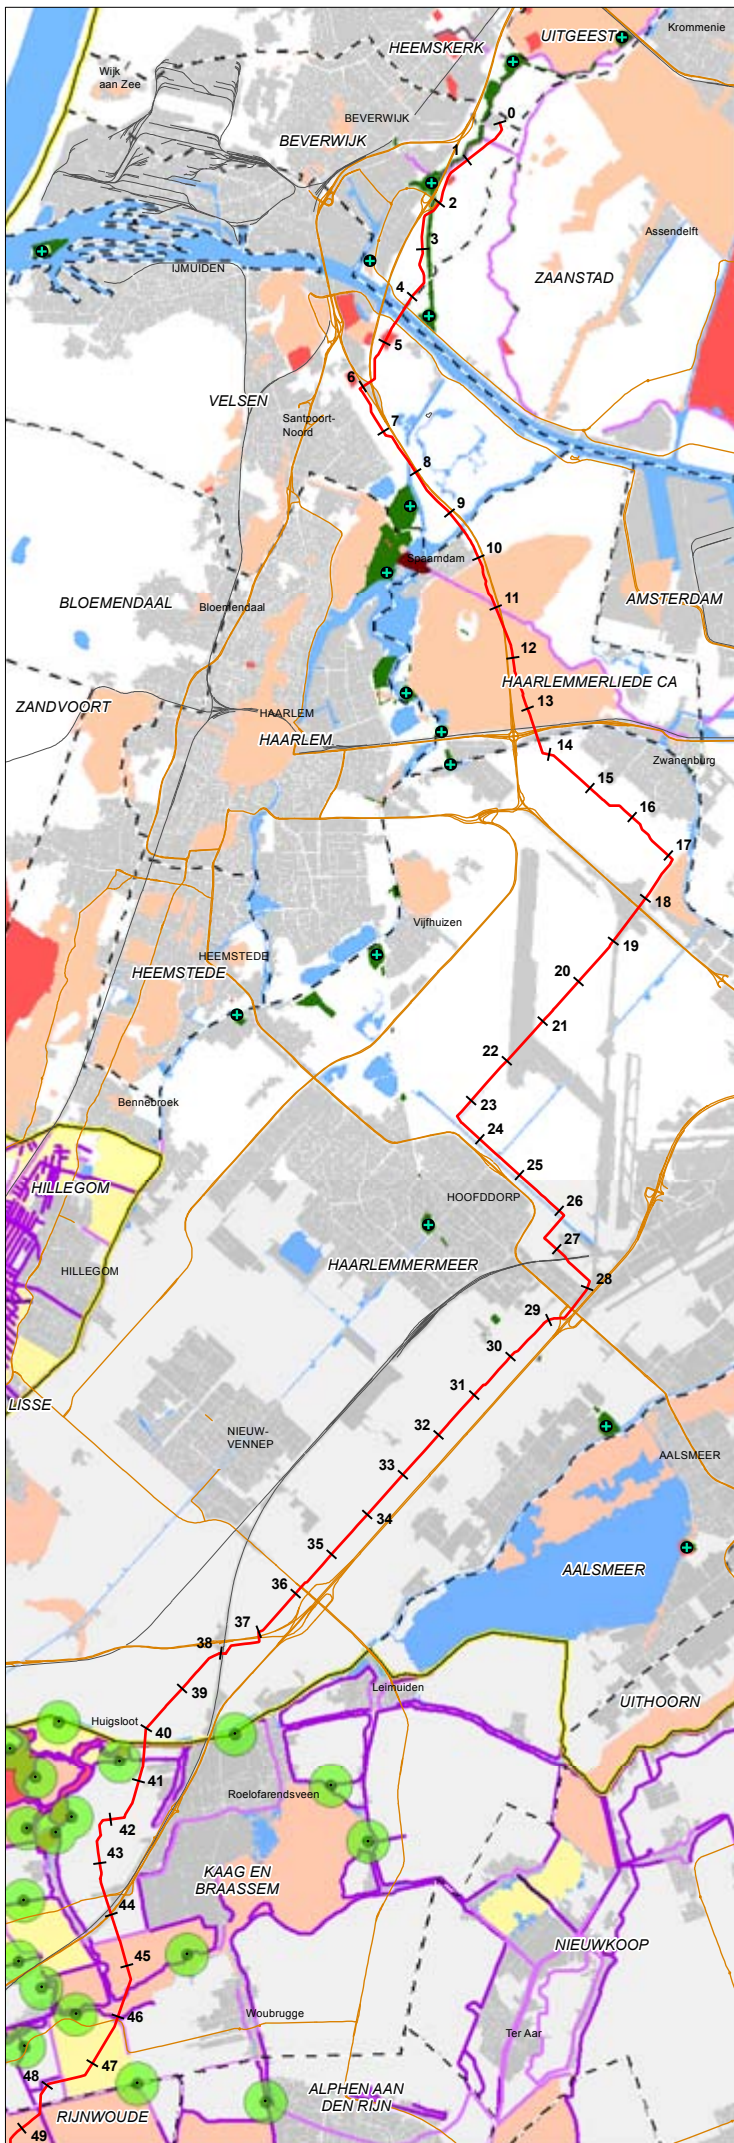 Krommenie
UITGEEST
HEEMSKERK
Wijk
aan Zee
BEVERWIJK
0
BEVERWIJK
1
2
Assendelft
3
IJMUIDEN
ZAANSTAD
4
5
6
VELSEN
Santpoort-
Noord
7
8
9
10
Spaarndam
BLOEMENDAAL
Bloemendaal
AMSTERDAM
11
12
HAARLEMMERLIEDE CA
ZANDVOORT
HAARLEM
13
HAARLEM
14
Zwanenburg
15
16
17
18
Vijfhuizen
19
HEEMSTEDE
HEEMSTEDE
20
21
22
23
Bennebroek
24
25
HILLEGOM
HOOFDDORP
26
27
HAARLEMMERMEER
HILLEGOM
28
29
30
31
LISSE
32
NIEUW-
VENNEP
AALSMEER
33
34
35
AALSMEER
36
37
38
39
Leimuiden
UITHOORN
Huigsloot
40
41
Roelofarendsveen
42
43
KAAG EN
BRAASSEM
44
NIEUWKOOP
45
46
Woubrugge
Ter Aar
47
48
ALPHEN AAN
DEN RIJN
RIJNWOUDE
49